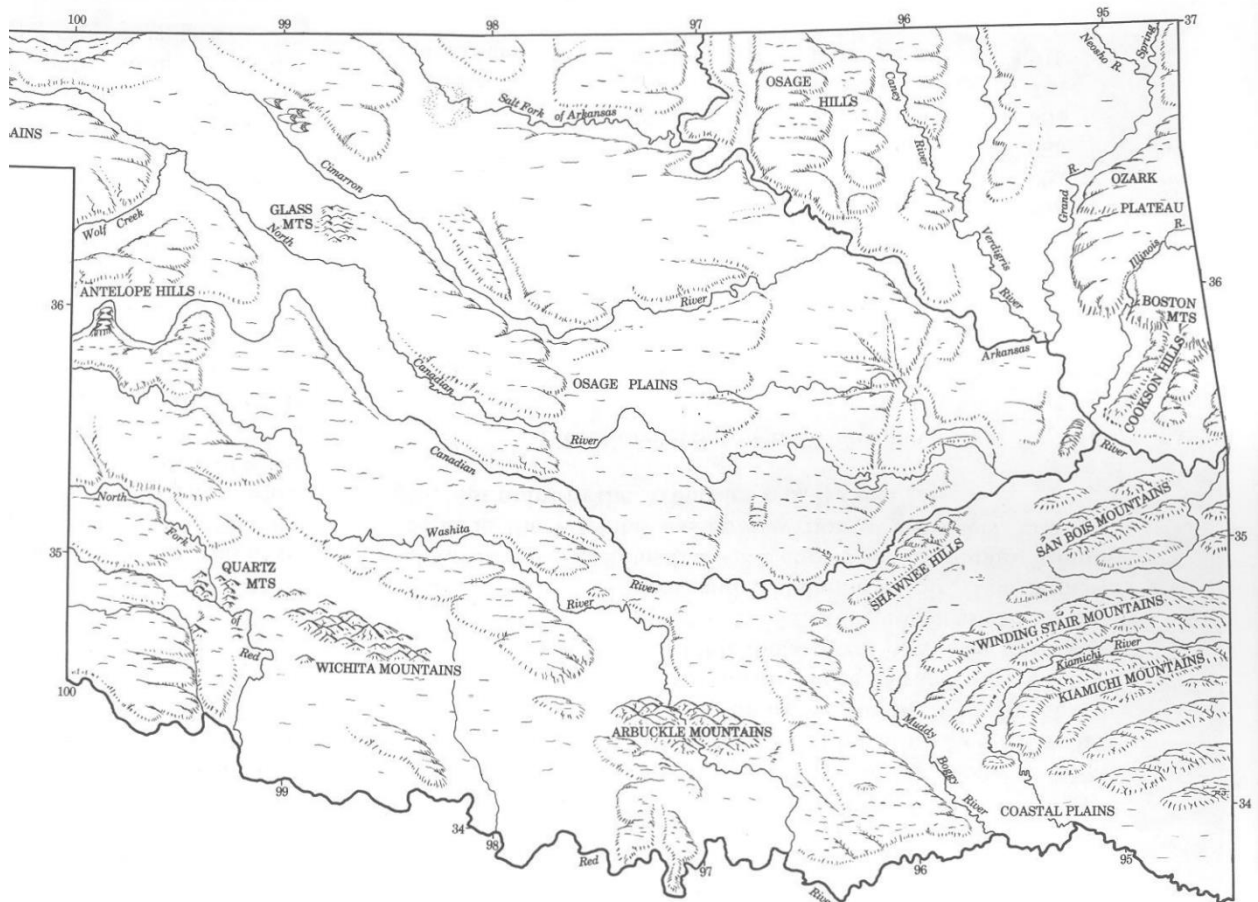 100
99
98
97
96
95
37
Neosho R.
Spring
OSAGE
HILLS
Caney
River
Salt Fork of Arkansas
AINS
Cimarron
GLASS
MTS
North
Wolf Creek
Grand R.
OZARK
PLATEAU
Illinois R.
Verdigris
River
36
ANTELOPE HILLS
River
36
BOSTON
MTS
COOKSON HILLS
Arkansas
Canadian
OSAGE PLAINS
River
River
Canadian
North
Fork
Washita
SAN BOIS MOUNTAINS
35
35
QUARTZ
MTS
River
River
SHAWNEE HILLS
WINDING STAIR MOUNTAINS
Red
WICHITA MOUNTAINS
Kiamichi River
KIAMICHI MOUNTAINS
100
ARBUCKLE MOUNTAINS
Muddy
Boggy
River
99
34
COASTAL PLAINS
34
98
Red
97
96
95
River